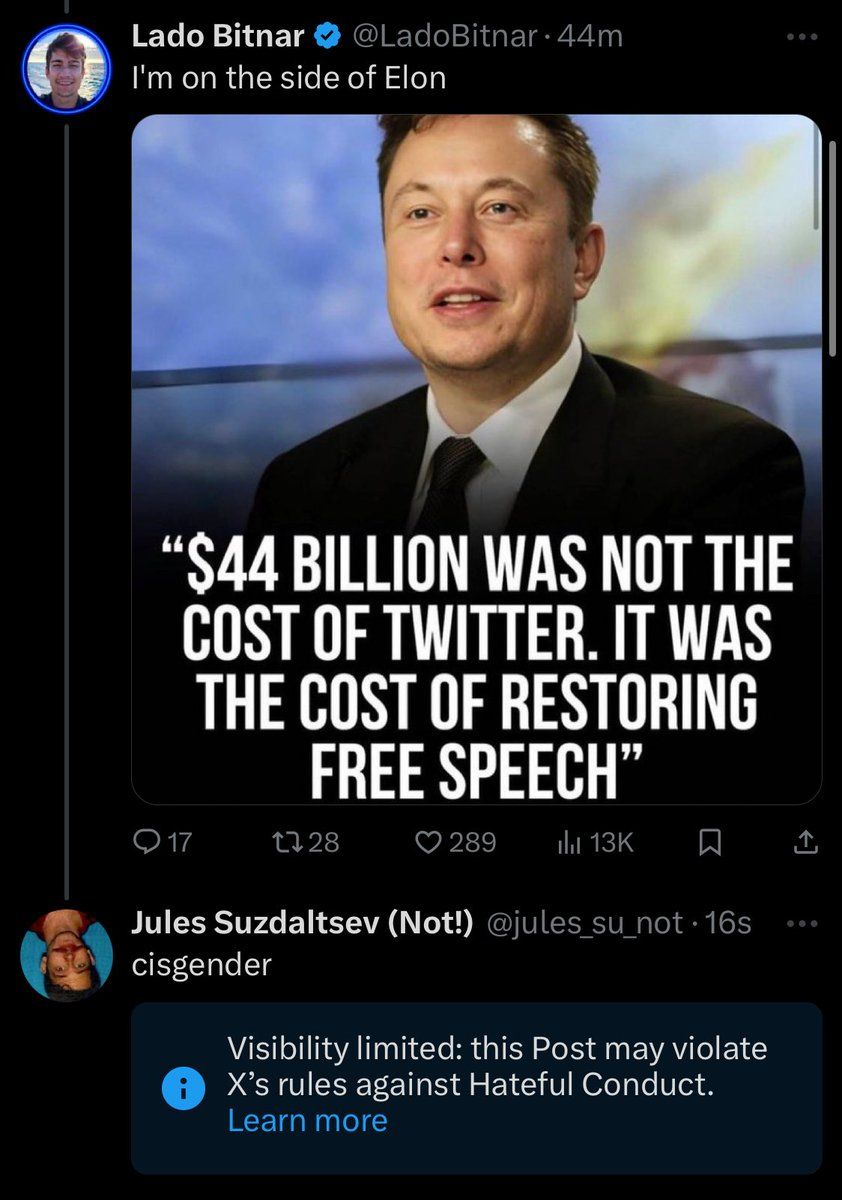 Lado Bitnar @LadoBitnar · 44m
I'm on the side of Elon
“$44 BILLION WAS NOT THE
COST OF TWITTER. IT WAS
THE COST OF RESTORING
FREE SPEECH”
17 28 289 13K
Jules Suzdaltsev (Not!) @jules_su_not · 16s
cisgender
Visibility limited: this Post may violate
X’s rules against Hateful Conduct.
Learn more